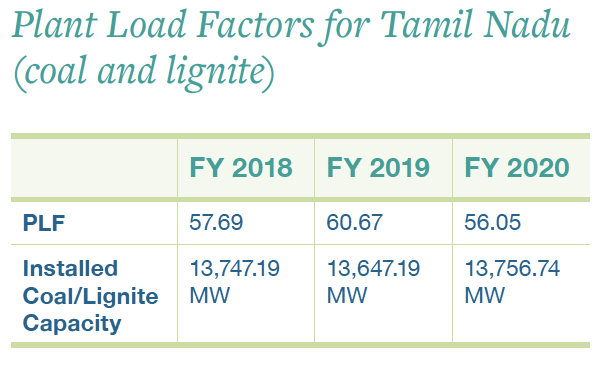 Plant Load Factors for Tamil Nadu
(coal and lignite)
FY 2018 FY 2019 FY 2020
PLF 57.69 60.67 56.05
Installed 13,747.19 13,647.19 13,756.74
Coal/Lignite MW MW MW
Capacity